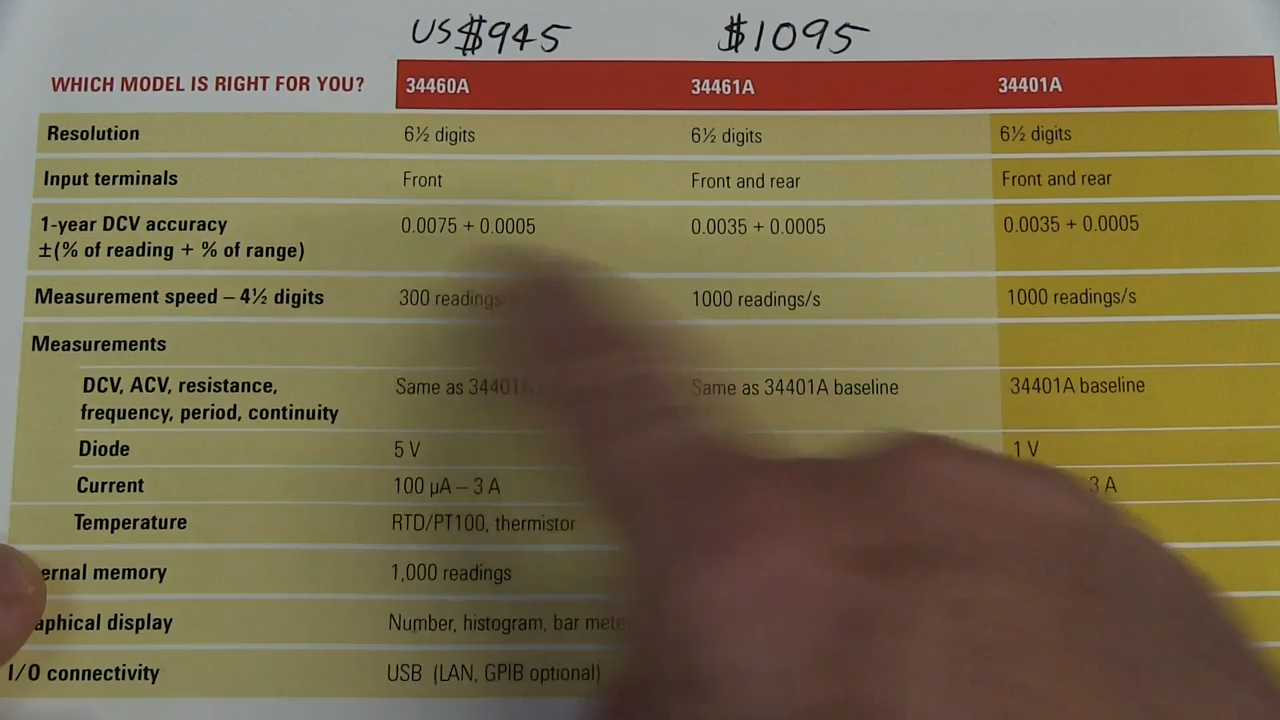 US$945 $1095
WHICH MODEL IS RIGHT FOR YOU? 34460A 34461A 34401A
Resolution 6½ digits 6½ digits 6½ digits
Input terminals Front Front and rear Front and rear
1-year DCV accuracy 0.0075 + 0.0005 0.0035 + 0.0005 0.0035 + 0.0005
±(% of reading + % of range)
Measurement speed – 4½ digits 300 readings/s 1000 readings/s 1000 readings/s
Measurements
DCV, ACV, resistance, Same as 34401A Same as 34401A baseline 34401A baseline
frequency, period, continuity
Diode 5 V 1 V
Current 100 µA – 3 A 3 A
Temperature RTD/PT100, thermistor
ernal memory 1,000 readings
aphical display Number, histogram, bar mete
I/O connectivity USB (LAN, GPIB optional)